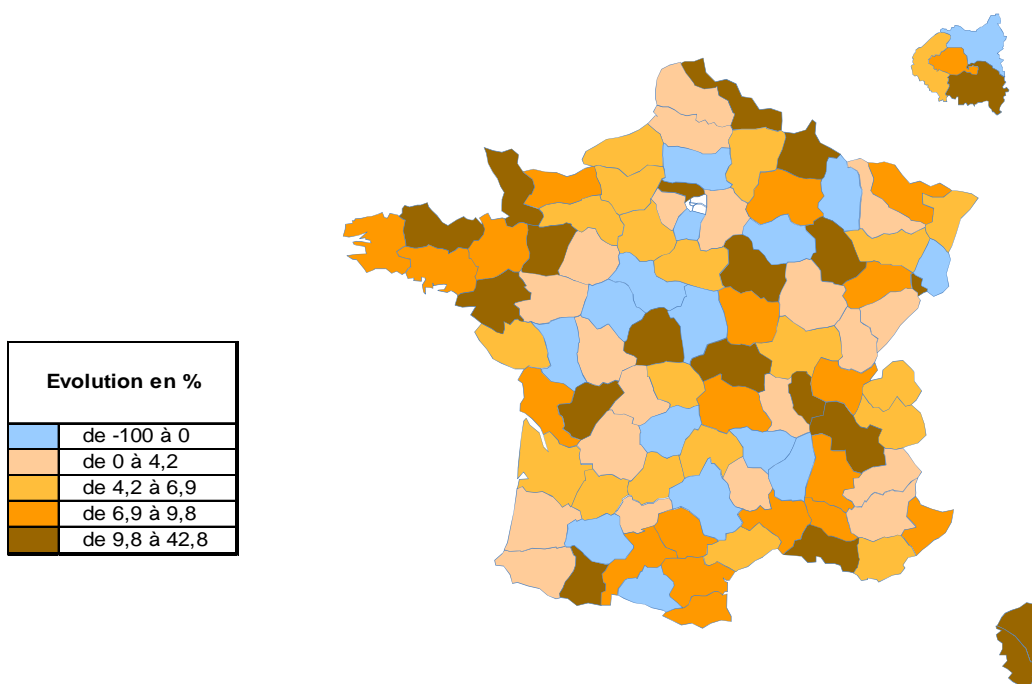 Evolution en %
de -100 à 0
de 0 à 4,2
de 4,2 à 6,9
de 6,9 à 9,8
de 9,8 à 42,8